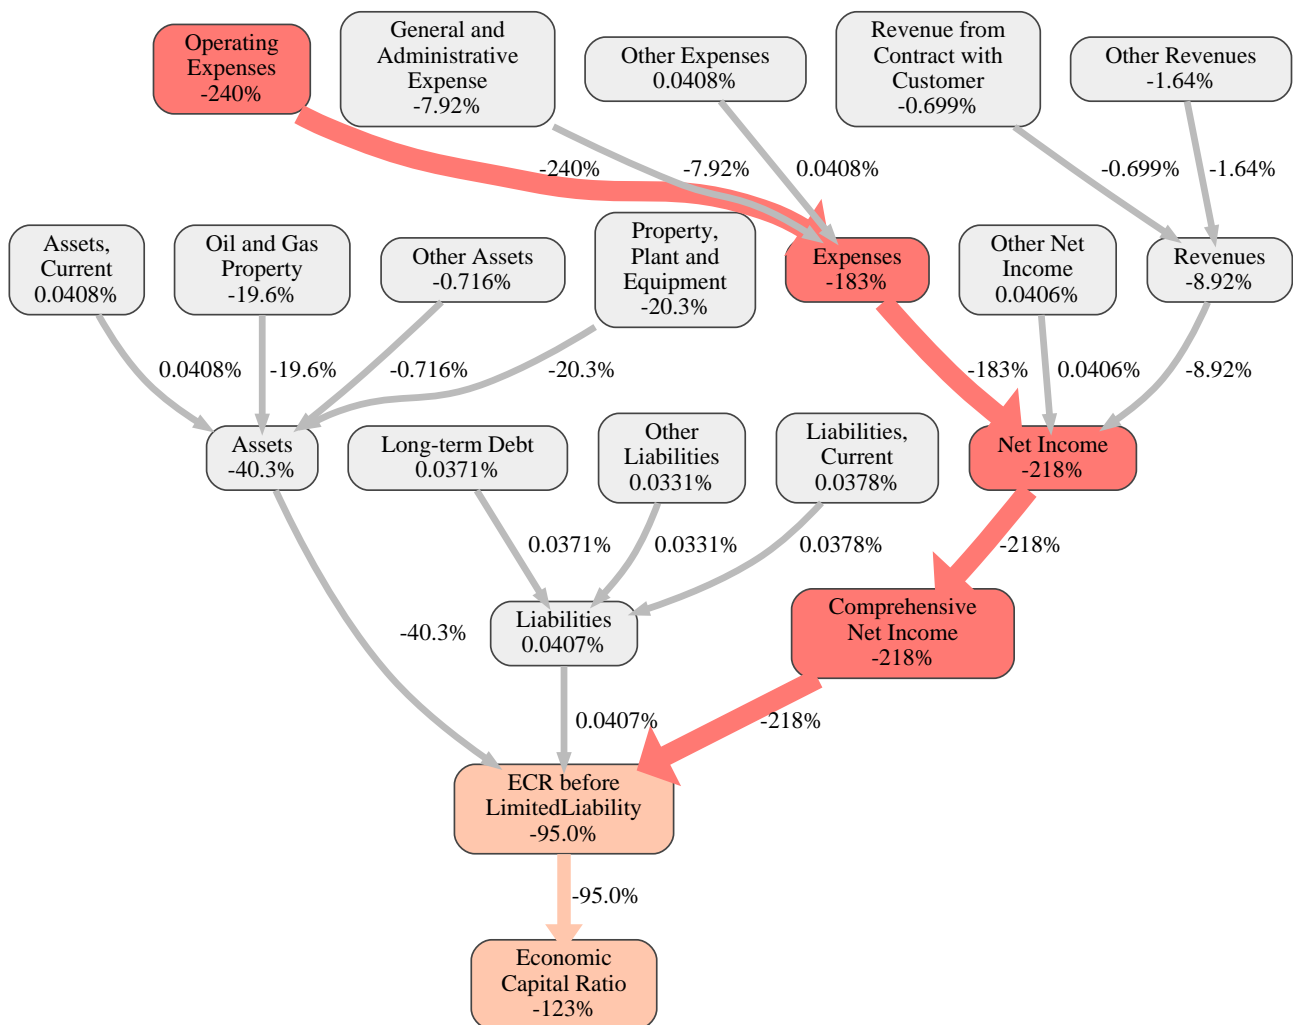 Operating
Expenses
-240%
General and
Administrative
Expense
-7.92%
Other Expenses
0.0408%
Revenue from
Contract with
Customer
-0.699%
Other Revenues
-1.64%
-240%
-7.92%
0.0408%
-0.699%
-1.64%
Assets,
Current
0.0408%
Oil and Gas
Property
-19.6%
Other Assets
-0.716%
Property,
Plant and
Equipment
-20.3%
Expenses
-183%
Other Net
Income
0.0406%
Revenues
-8.92%
0.0408%
-19.6%
-0.716%
-20.3%
-183%
0.0406%
-8.92%
Assets
-40.3%
Long-term Debt
0.0371%
Other
Liabilities
0.0331%
Liabilities,
Current
0.0378%
Net Income
-218%
0.0371%
0.0331%
0.0378%
-218%
Liabilities
0.0407%
Comprehensive
Net Income
-218%
-40.3%
0.0407%
-218%
ECR before
LimitedLiability
-95.0%
-95.0%
Economic
Capital Ratio
-123%